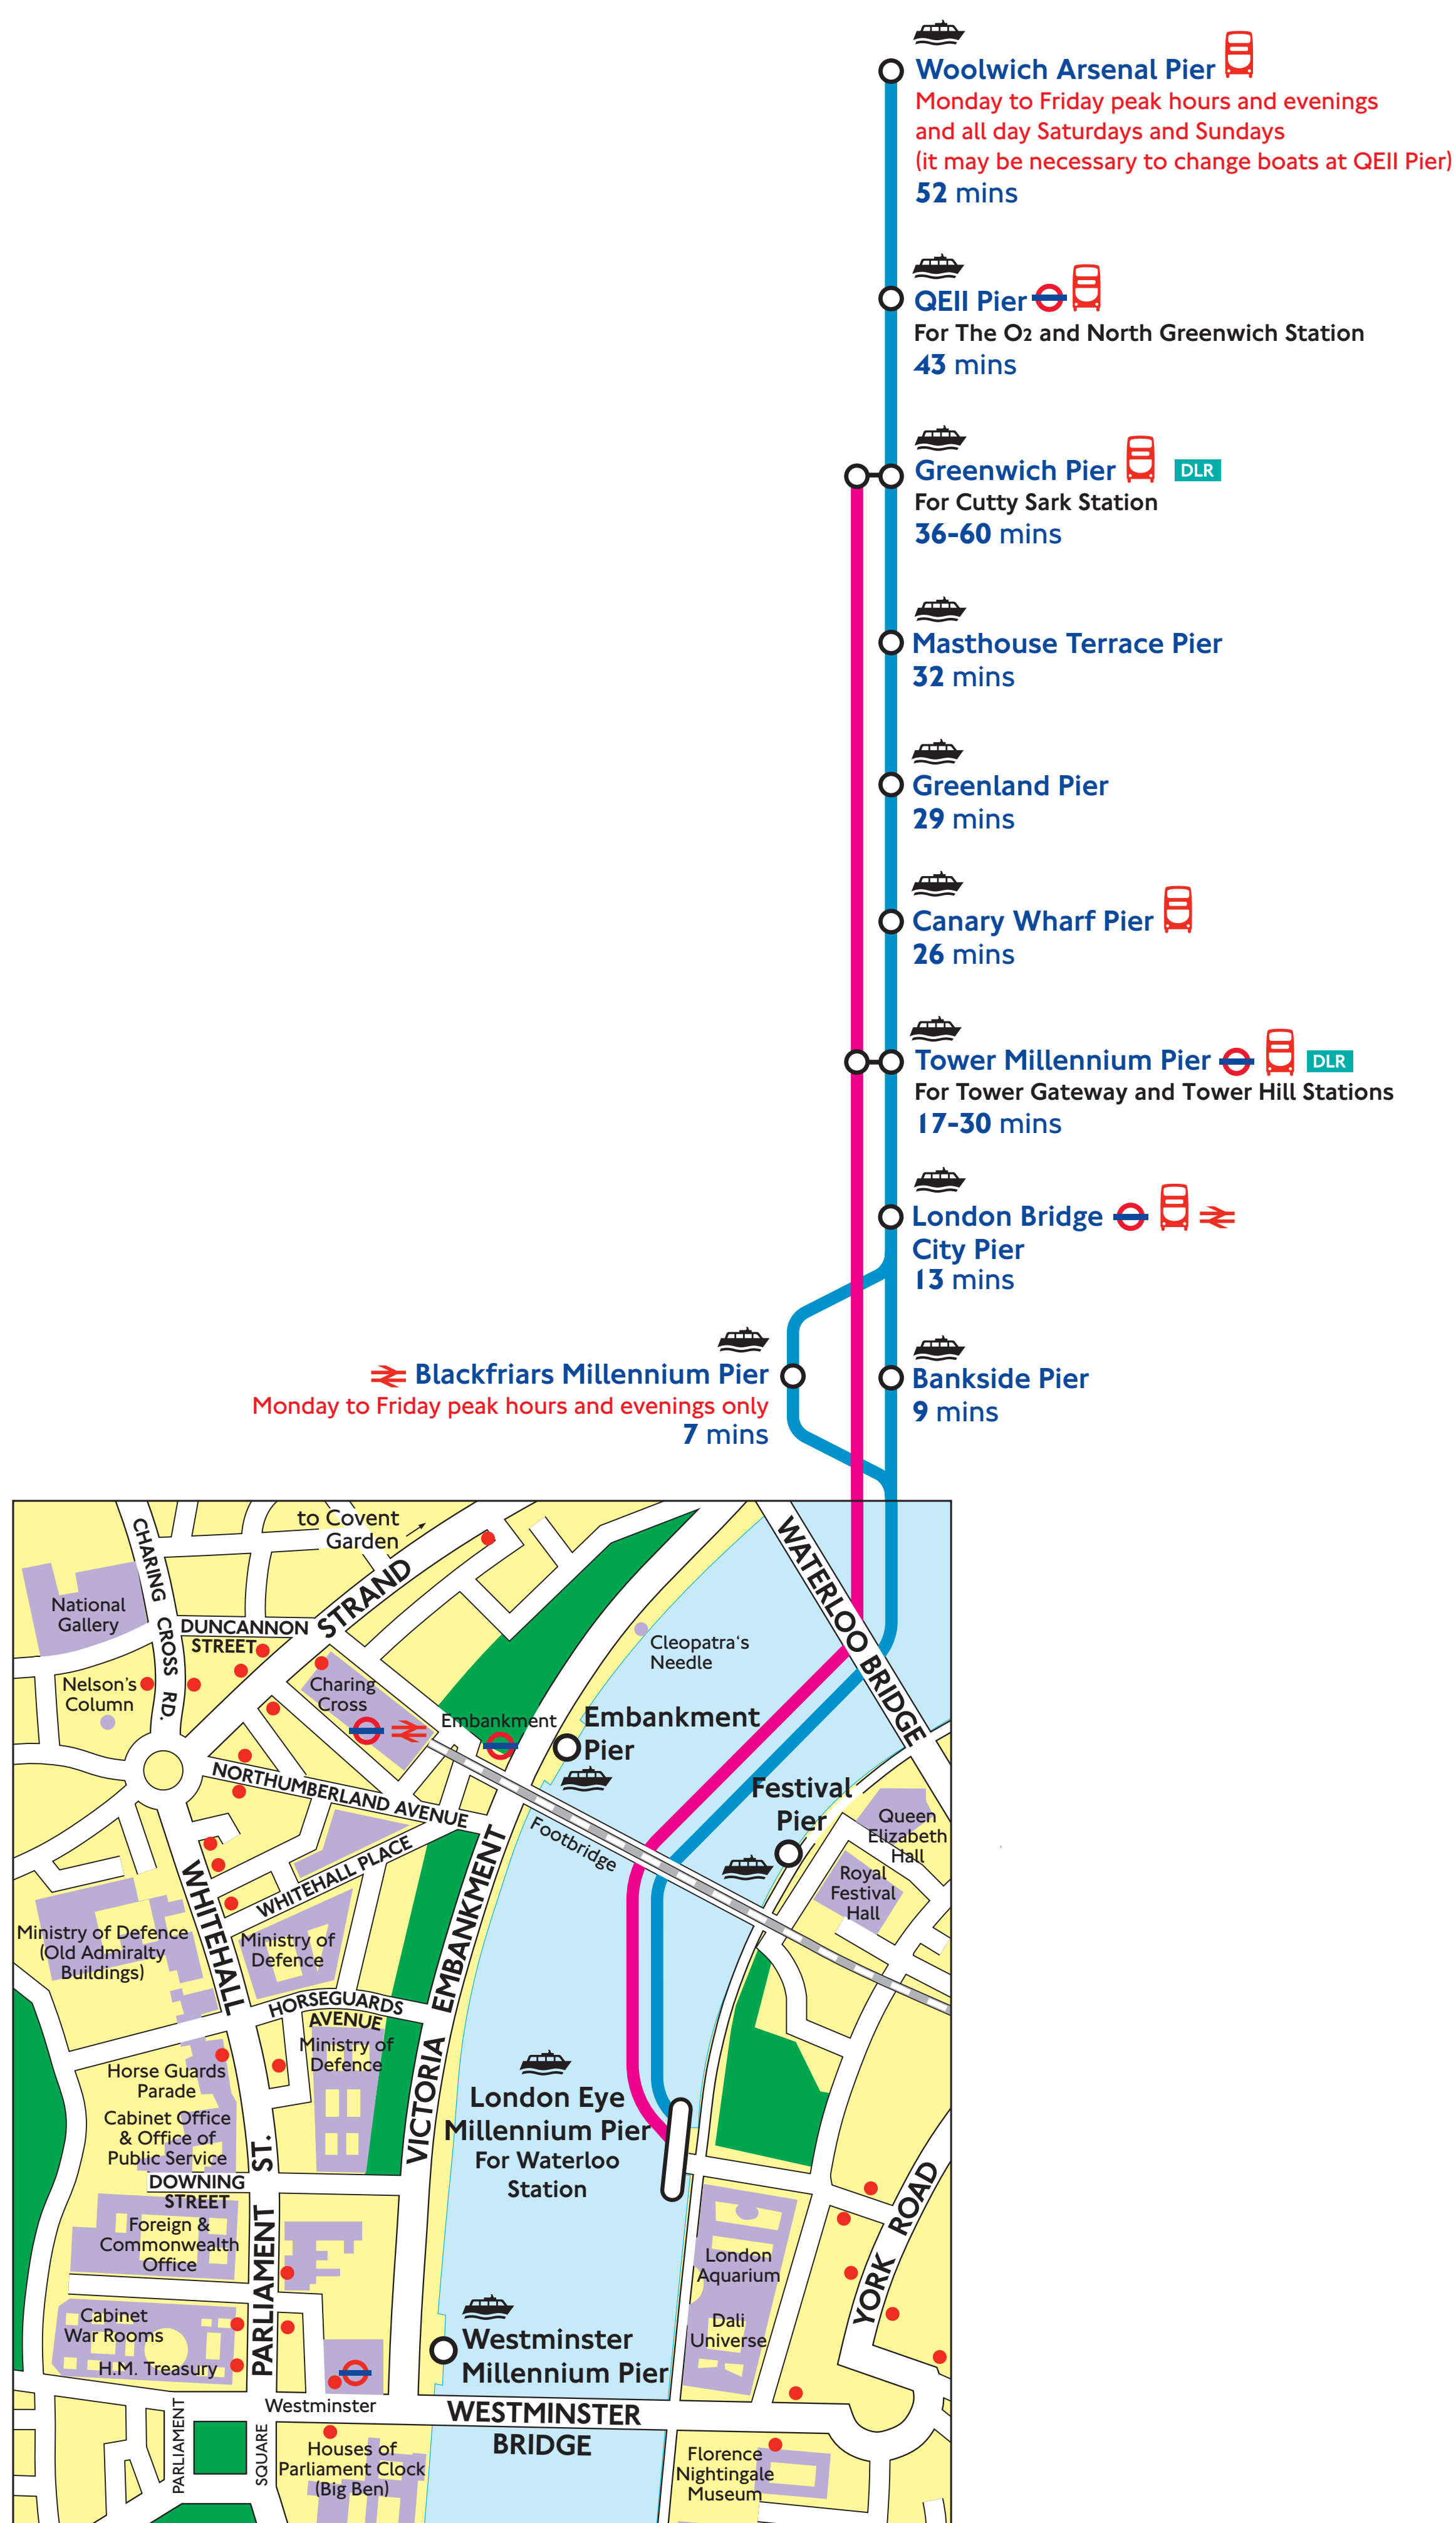 Woolwich Arsenal Pier
Monday to Friday peak hours and evenings
and all day Saturdays and Sundays
(it may be necessary to change boats at QEII Pier)
52 mins
QEII Pier
For The O2 and North Greenwich Station
43 mins
Greenwich Pier
DLR
For Cutty Sark Station
36-60 mins
Masthouse Terrace Pier
32 mins
Greenland Pier
29 mins
Canary Wharf Pier
26 mins
Tower Millennium Pier
DLR
For Tower Gateway and Tower Hill Stations
17-30 mins
London Bridge
City Pier
13 mins
Blackfriars Millennium Pier
Monday to Friday peak hours and evenings only
7 mins
Bankside Pier
9 mins
to Covent
Garden
CHARING CROSS RD.
STRAND
WATERLOO BRIDGE
National
Gallery
DUNCANNON
STREET
Cleopatra's
Needle
Nelson's
Column
Charing
Cross
Embankment
Embankment
Pier
NORTHUMBERLAND AVENUE
Festival
Pier
Queen
Elizabeth
Hall
Footbridge
WHITEHALL PLACE
Royal
Festival
Hall
WHITEHALL
Ministry of Defence
(Old Admiralty
Buildings)
Ministry of
Defence
VICTORIA EMBANKMENT
HORSEGUARDS
AVENUE
Ministry of
Defence
Horse Guards
Parade
London Eye
Millennium Pier
For Waterloo
Station
Cabinet Office
& Office of
Public Service
DOWNING
STREET
PARLIAMENT ST.
Foreign &
Commonwealth
Office
YORK ROAD
London
Aquarium
Dali
Universe
Cabinet
War Rooms
H.M. Treasury
Westminster
Millennium Pier
Westminster
WESTMINSTER
BRIDGE
PARLIAMENT
SQUARE
Houses of
Parliament Clock
(Big Ben)
Florence
Nightingale
Museum